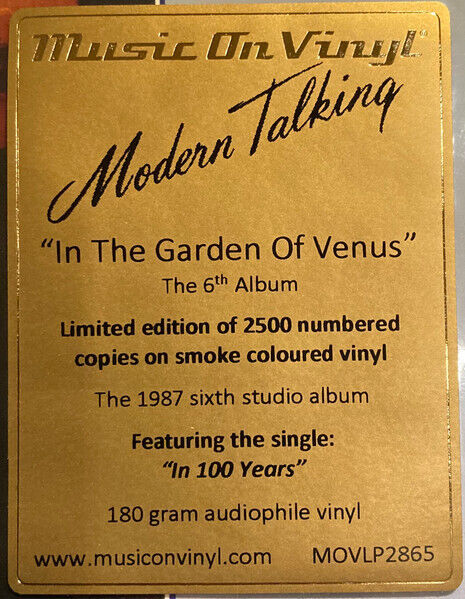 Music On Vinyl®
Modern Talking
“In The Garden Of Venus”
The 6th Album
Limited edition of 2500 numbered
copies on smoke coloured vinyl
The 1987 sixth studio album
Featuring the single:
“In 100 Years”
180 gram audiophile vinyl
www.musiconvinyl.com MOVLP2865